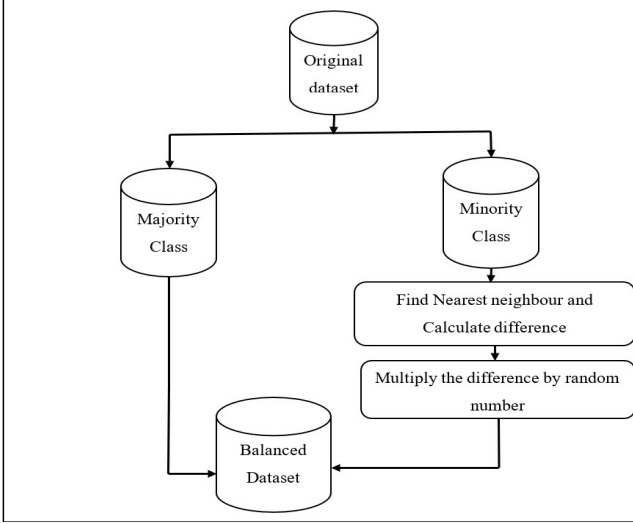 Original
dataset
Majority
Class
Minority
Class
Find Nearest neighbour and
Calculate difference
Multiply the difference by random
number
Balanced
Dataset